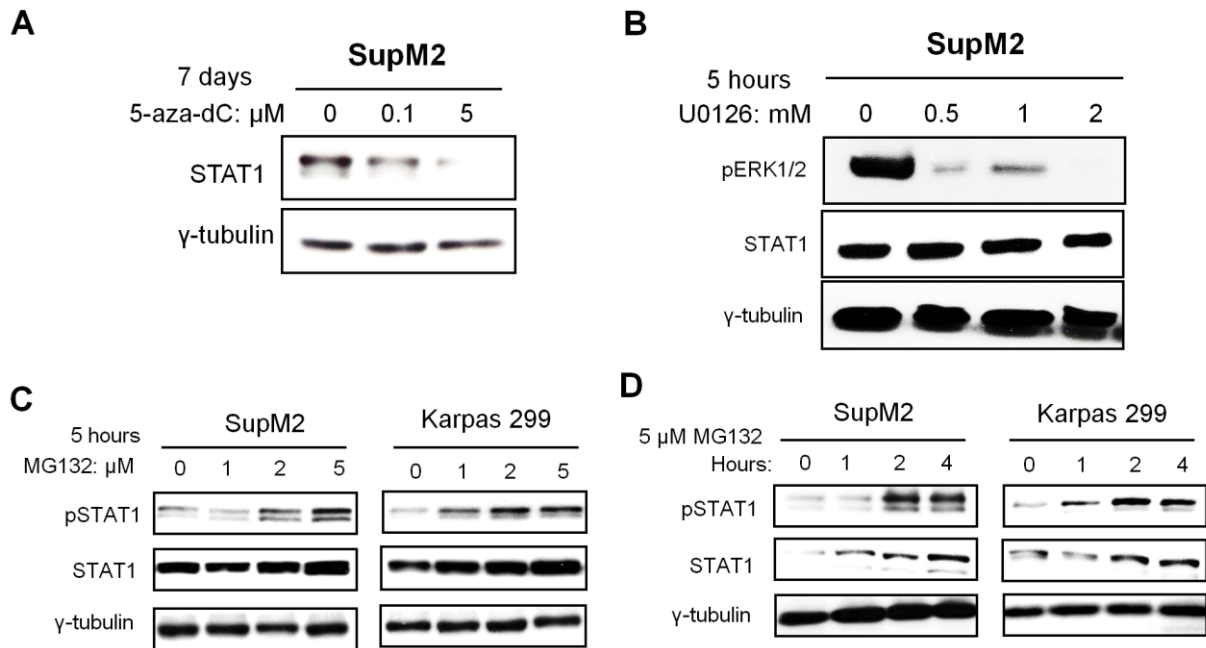 A
SupM2
7 days
5-aza-dC: μM 0 0.1 5
STAT1
γ-tubulin
B
SupM2
5 hours
U0126: mM 0 0.5 1 2
pERK1/2
STAT1
γ-tubulin
C
SupM2 Karpas 299
5 hours
MG132: μM 0 1 2 5 0 1 2 5
pSTAT1
STAT1
γ-tubulin
D
SupM2 Karpas 299
5 μM MG132
Hours: 0 1 2 4 0 1 2 4
pSTAT1
STAT1
γ-tubulin